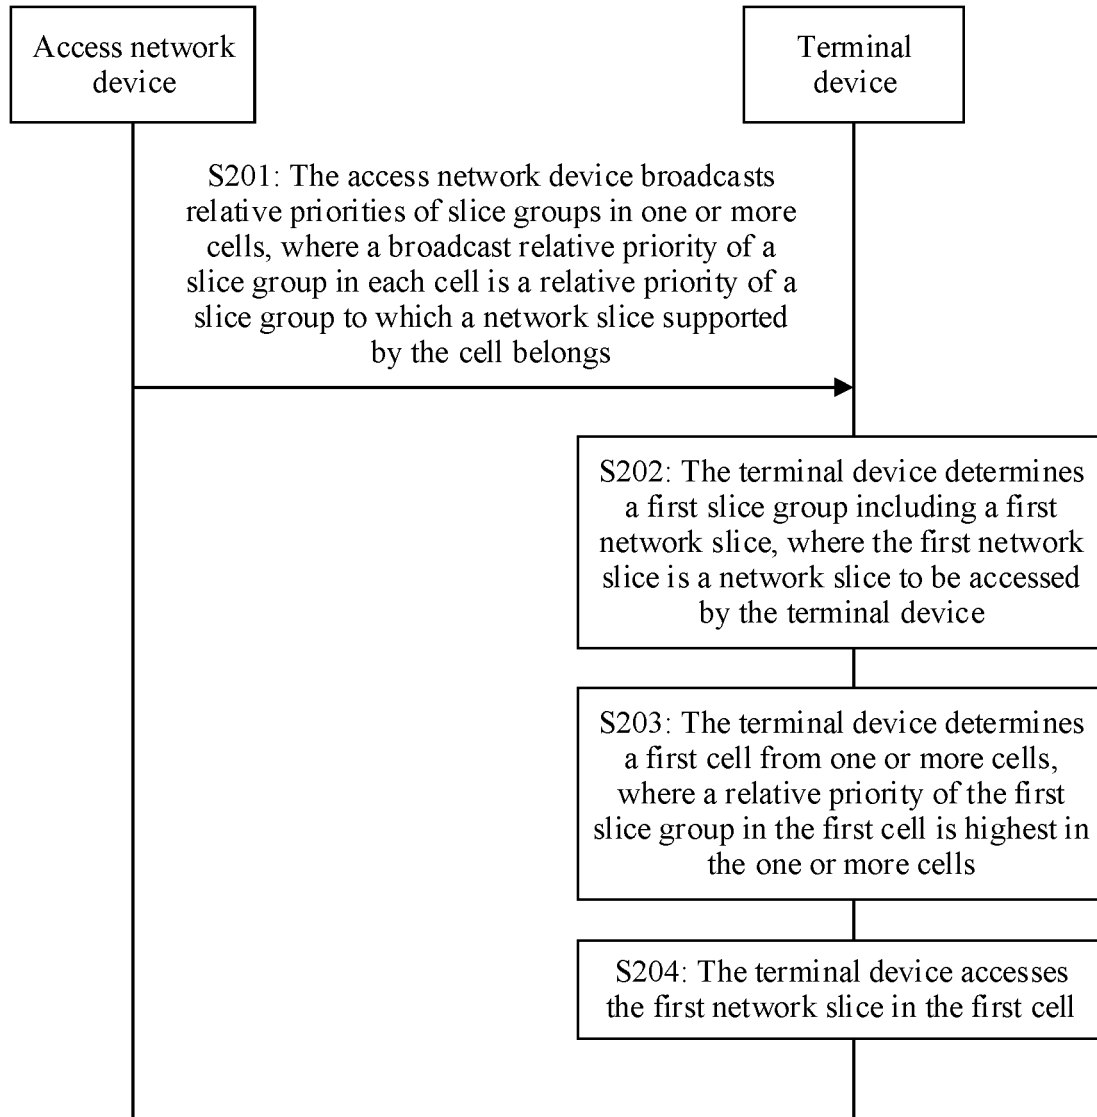 Access network
device
Terminal
device
S201: The access network device broadcasts
relative priorities of slice groups in one or more
cells, where a broadcast relative priority of a
slice group in each cell is a relative priority of a
slice group to which a network slice supported
by the cell belongs
S202: The terminal device determines
a first slice group including a first
network slice, where the first network
slice is a network slice to be accessed
by the terminal device
S203: The terminal device determines
a first cell from one or more cells,
where a relative priority of the first
slice group in the first cell is highest in
the one or more cells
S204: The terminal device accesses
the first network slice in the first cell